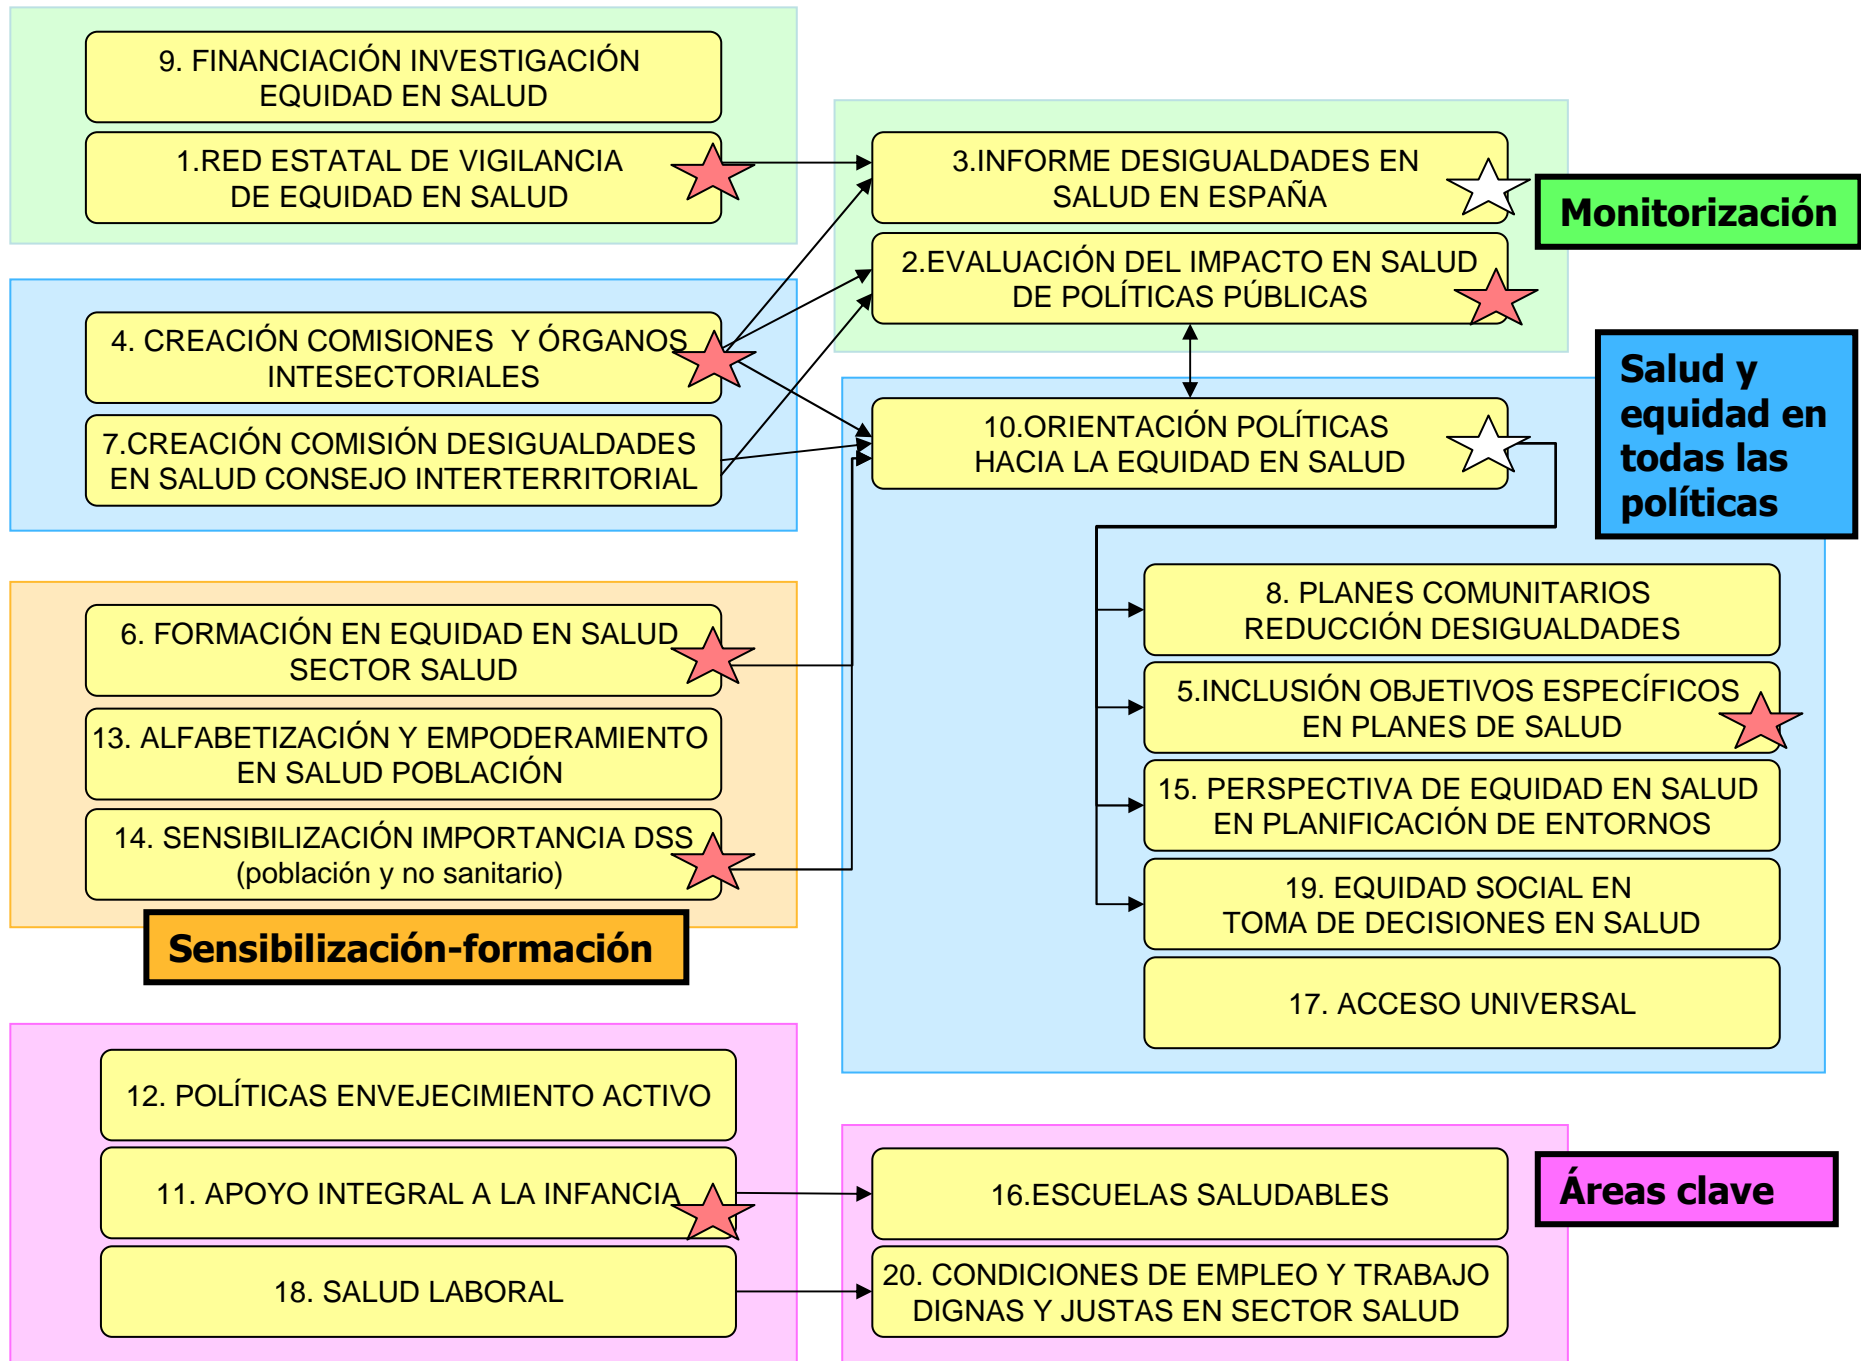 9. FINANCIACIÓN INVESTIGACIÓN
EQUIDAD EN SALUD
1.RED ESTATAL DE VIGILANCIA
DE EQUIDAD EN SALUD
3.INFORME DESIGUALDADES EN
SALUD EN ESPAÑA
Monitorización
2.EVALUACIÓN DEL IMPACTO EN SALUD
DE POLÍTICAS PÚBLICAS
4. CREACIÓN COMISIONES Y ÓRGANOS
INTESECTORIALES
7.CREACIÓN COMISIÓN DESIGUALDADES
EN SALUD CONSEJO INTERTERRITORIAL
10.ORIENTACIÓN POLÍTICAS
HACIA LA EQUIDAD EN SALUD
Salud y
equidad en
todas las
políticas
6. FORMACIÓN EN EQUIDAD EN SALUD
SECTOR SALUD
13. ALFABETIZACIÓN Y EMPODERAMIENTO
EN SALUD POBLACIÓN
14. SENSIBILIZACIÓN IMPORTANCIA DSS
(población y no sanitario)
Sensibilización-formación
8. PLANES COMUNITARIOS
REDUCCIÓN DESIGUALDADES
5.INCLUSIÓN OBJETIVOS ESPECÍFICOS
EN PLANES DE SALUD
15. PERSPECTIVA DE EQUIDAD EN SALUD
EN PLANIFICACIÓN DE ENTORNOS
19. EQUIDAD SOCIAL EN
TOMA DE DECISIONES EN SALUD
17. ACCESO UNIVERSAL
12. POLÍTICAS ENVEJECIMIENTO ACTIVO
11. APOYO INTEGRAL A LA INFANCIA
18. SALUD LABORAL
16.ESCUELAS SALUDABLES
20. CONDICIONES DE EMPLEO Y TRABAJO
DIGNAS Y JUSTAS EN SECTOR SALUD
Áreas clave